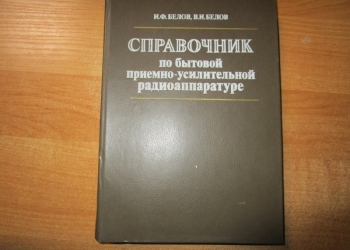 И.Ф.БЕЛОВ, В.И.БЕЛОВ
СПРАВОЧНИК
по бытовой
приемно-усилительной
радиоаппаратуре